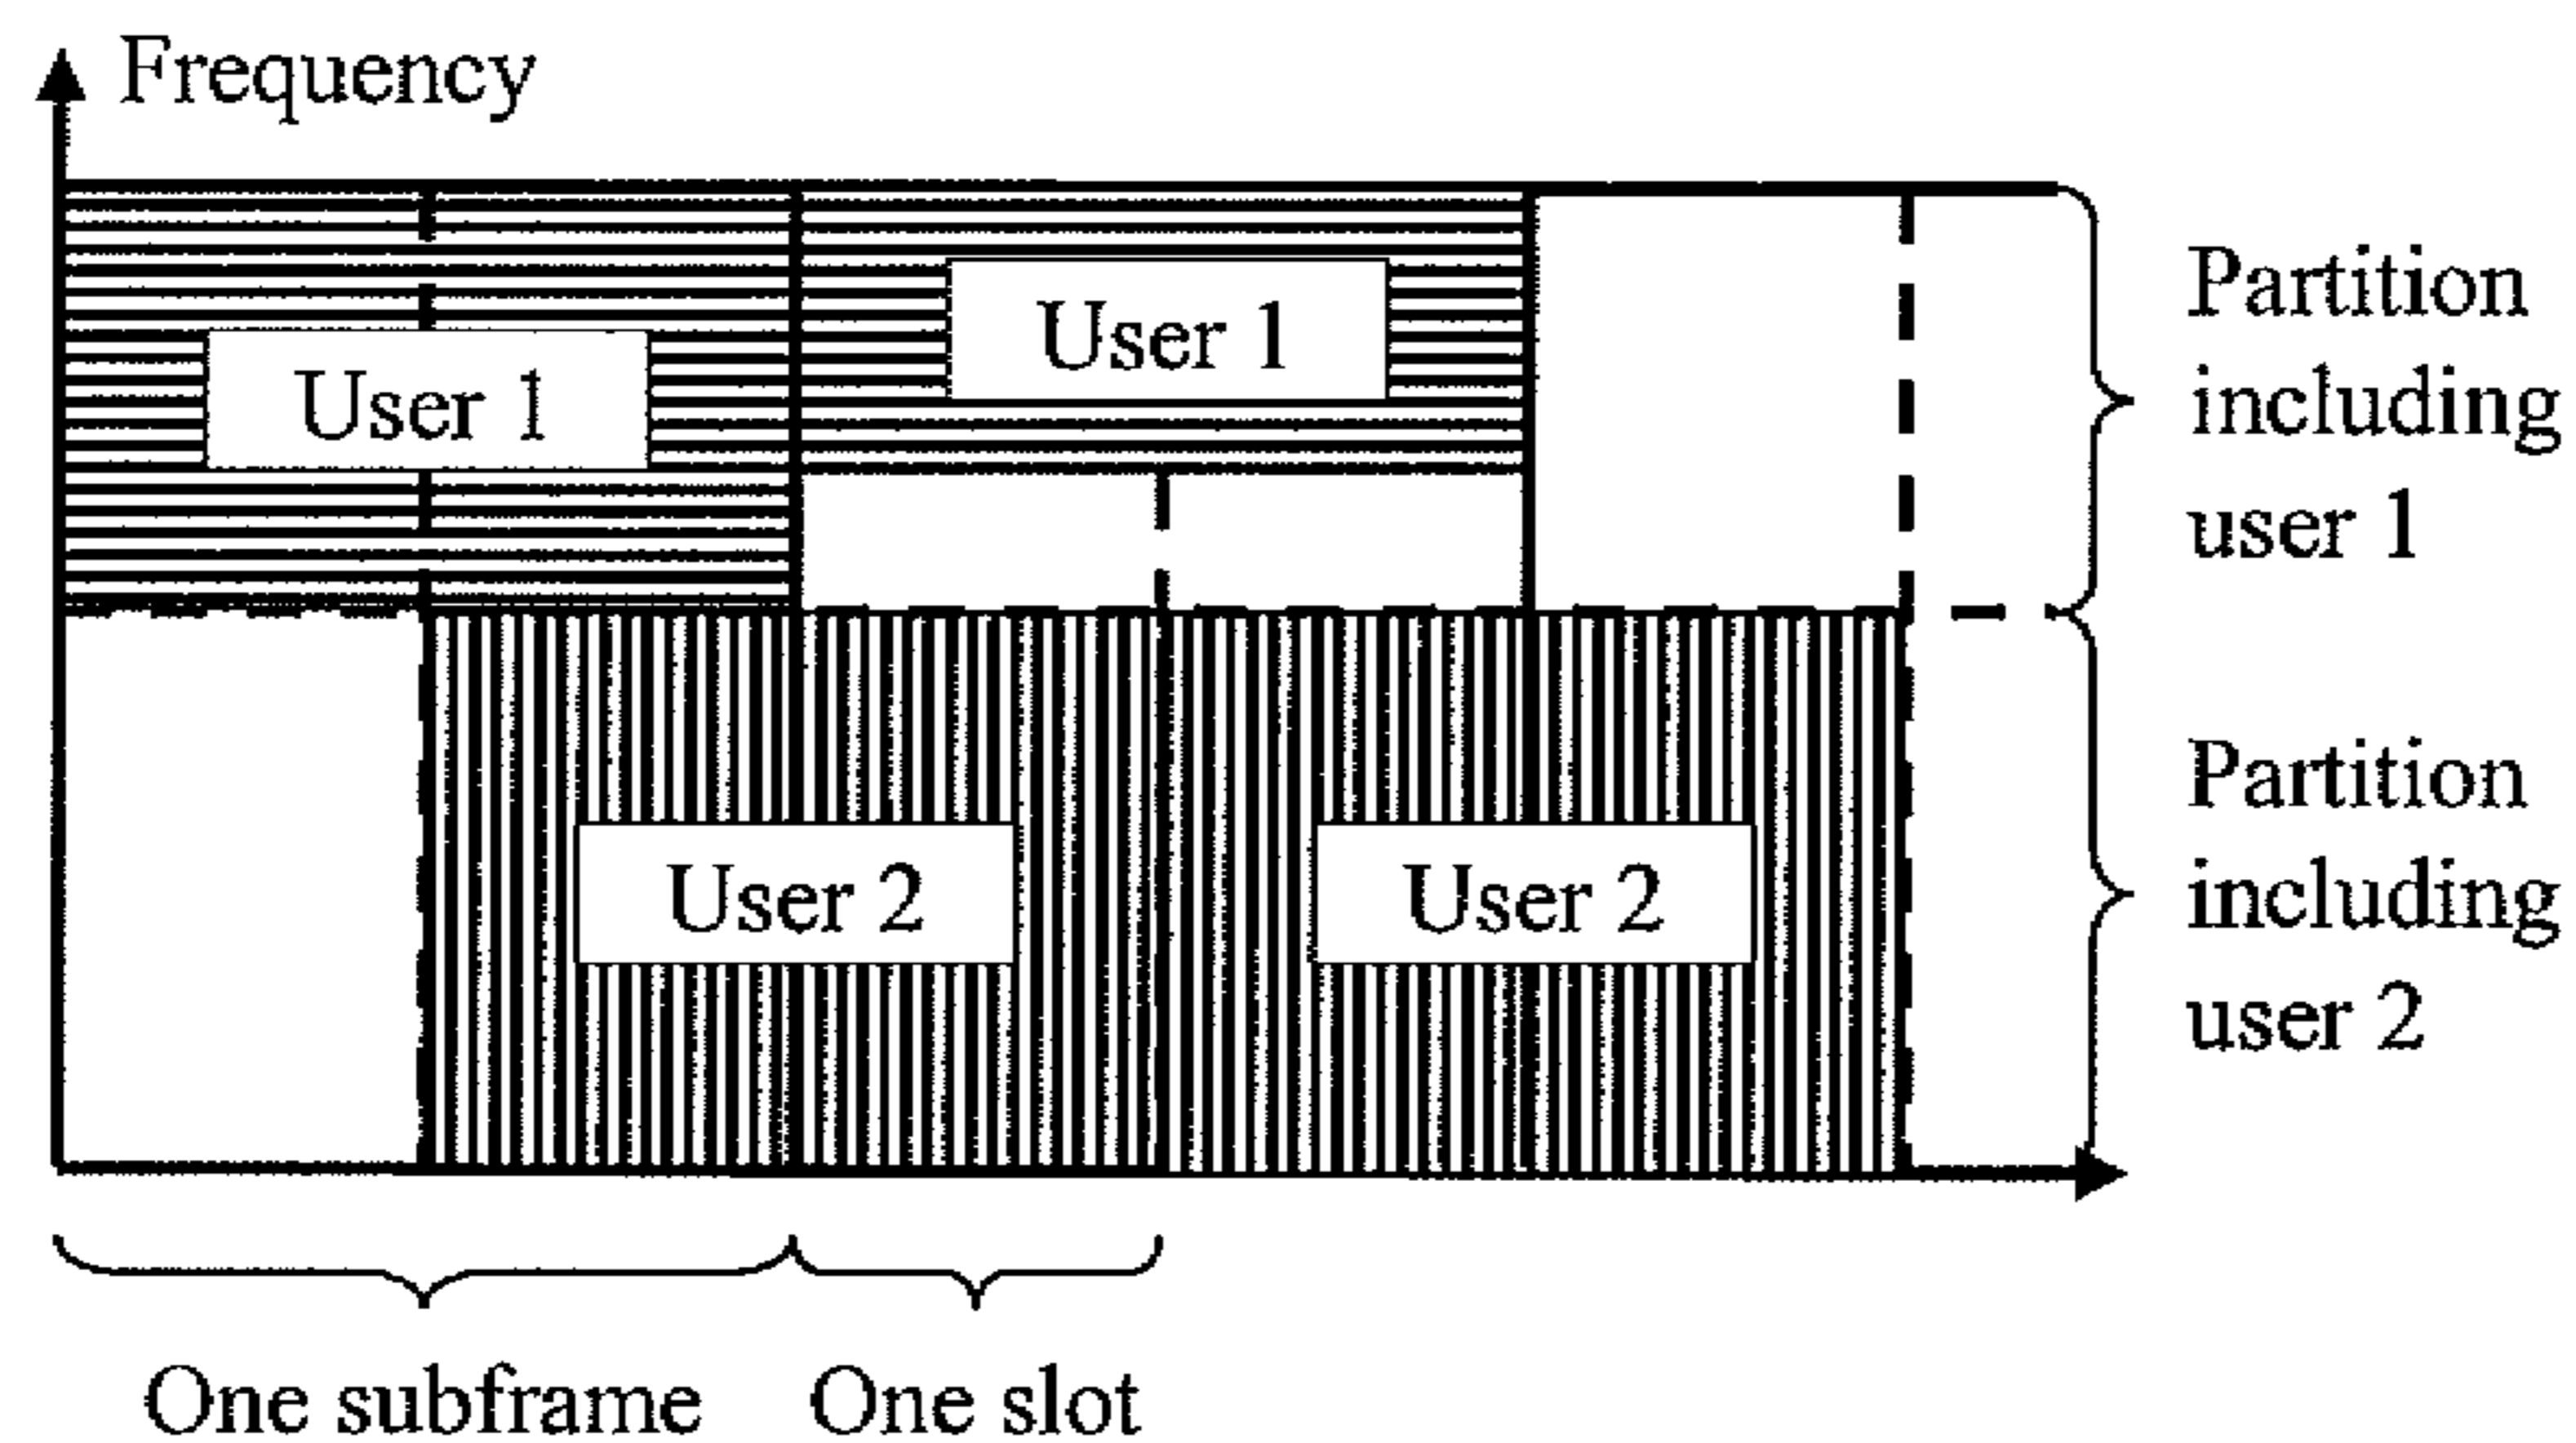 Frequency
User 1
User 1
Partition
including
user 1
User 2
User 2
Partition
including
user 2
One subframe
One slot